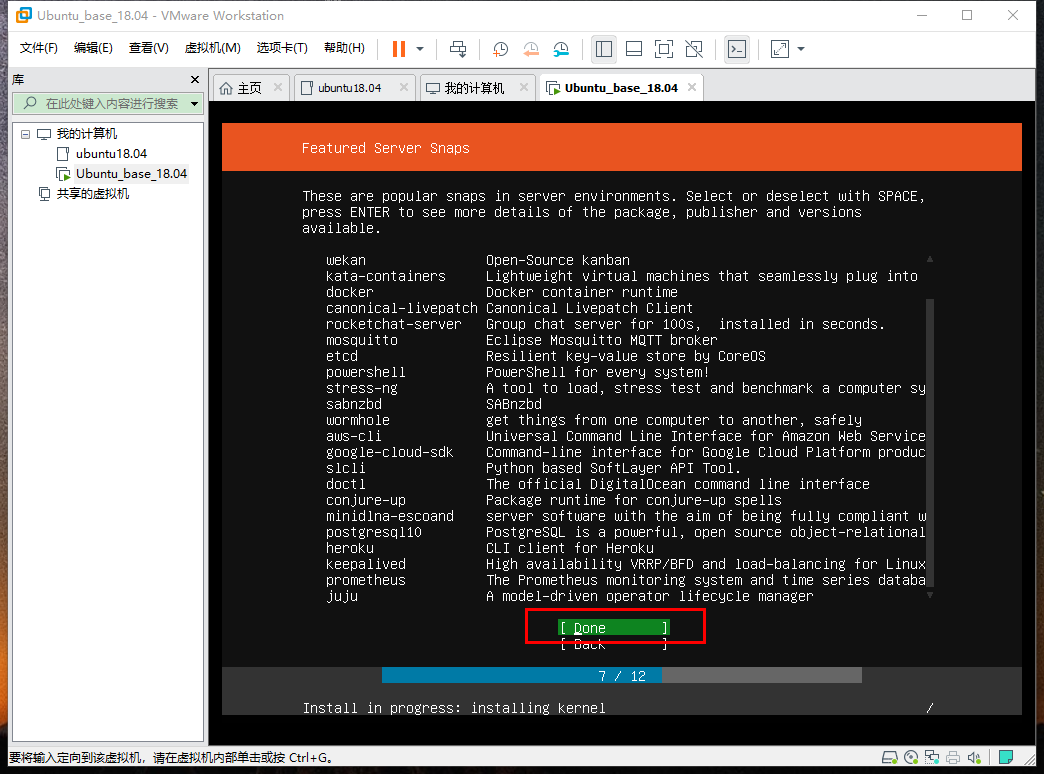 Ubuntu_base_18.04 - VMware Workstation
文件(F) 编辑(E) 查看(V) 虚拟机(M) 选项卡(T) 帮助(H)
库
在此处键入内容进行搜索
我的计算机
ubuntu18.04
Ubuntu_base_18.04
共享的虚拟机
主页 ubuntu18.04 我的计算机 Ubuntu_base_18.04
Featured Server Snaps
These are popular snaps in server environments. Select or deselect with SPACE,
press ENTER to see more details of the package, publisher and versions
available.
wekan Open-Source kanban
kata-containers Lightweight virtual machines that seamlessly plug into
docker Docker container runtime
canonical-livepatch Canonical Livepatch Client
rocketchat-server Group chat server for 100s, installed in seconds.
mosquitto Eclipse Mosquitto MQTT broker
etcd Resilient key-value store by CoreOS
powershell PowerShell for every system!
stress-ng A tool to load, stress test and benchmark a computer sy
sabnzbd SABnzbd
wormhole get things from one computer to another, safely
aws-cli Universal Command Line Interface for Amazon Web Service
google-cloud-sdk Command-line interface for Google Cloud Platform produc
slcli Python based SoftLayer API Tool.
doctl The official DigitalOcean command line interface
conjure-up Package runtime for conjure-up spells
minidlna-escoand server software with the aim of being fully compliant w
postgresql10 PostgreSQL is a powerful, open source object-relational
heroku CLI client for Heroku
keepalived High availability VRRP/BFD and load-balancing for Linux
prometheus The Prometheus monitoring system and time series databa
juju A model-driven operator lifecycle manager
[ Done ]
[ Back ]
7 / 12
Install in progress: installing kernel /
要将输入定向到该虚拟机，请在虚拟机内部单击或按 Ctrl+G。